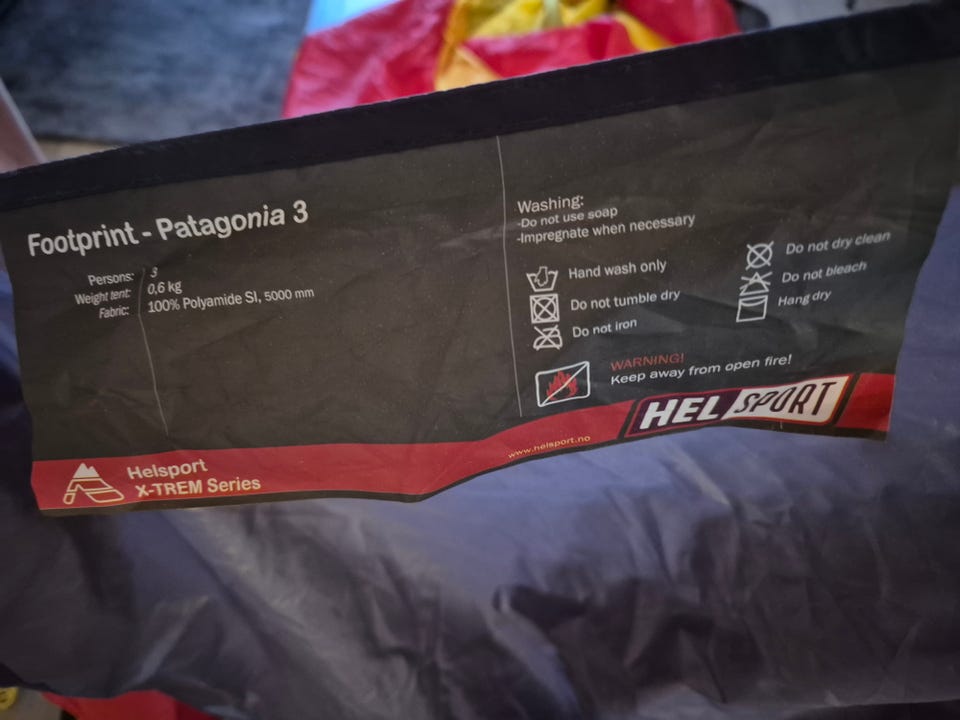 Footprint - Patagonia 3
Persons: 3
Weight tent: 0,6 kg
Fabric: 100% Polyamide SI, 5000 mm
Washing:
-Do not use soap
-Impregnate when necessary
Hand wash only
Do not tumble dry
Do not iron
Do not dry clean
Do not bleach
Hang dry
WARNING!
Keep away from open fire!
Helsport
X-TREM Series
www.helsport.no
HELSPORT